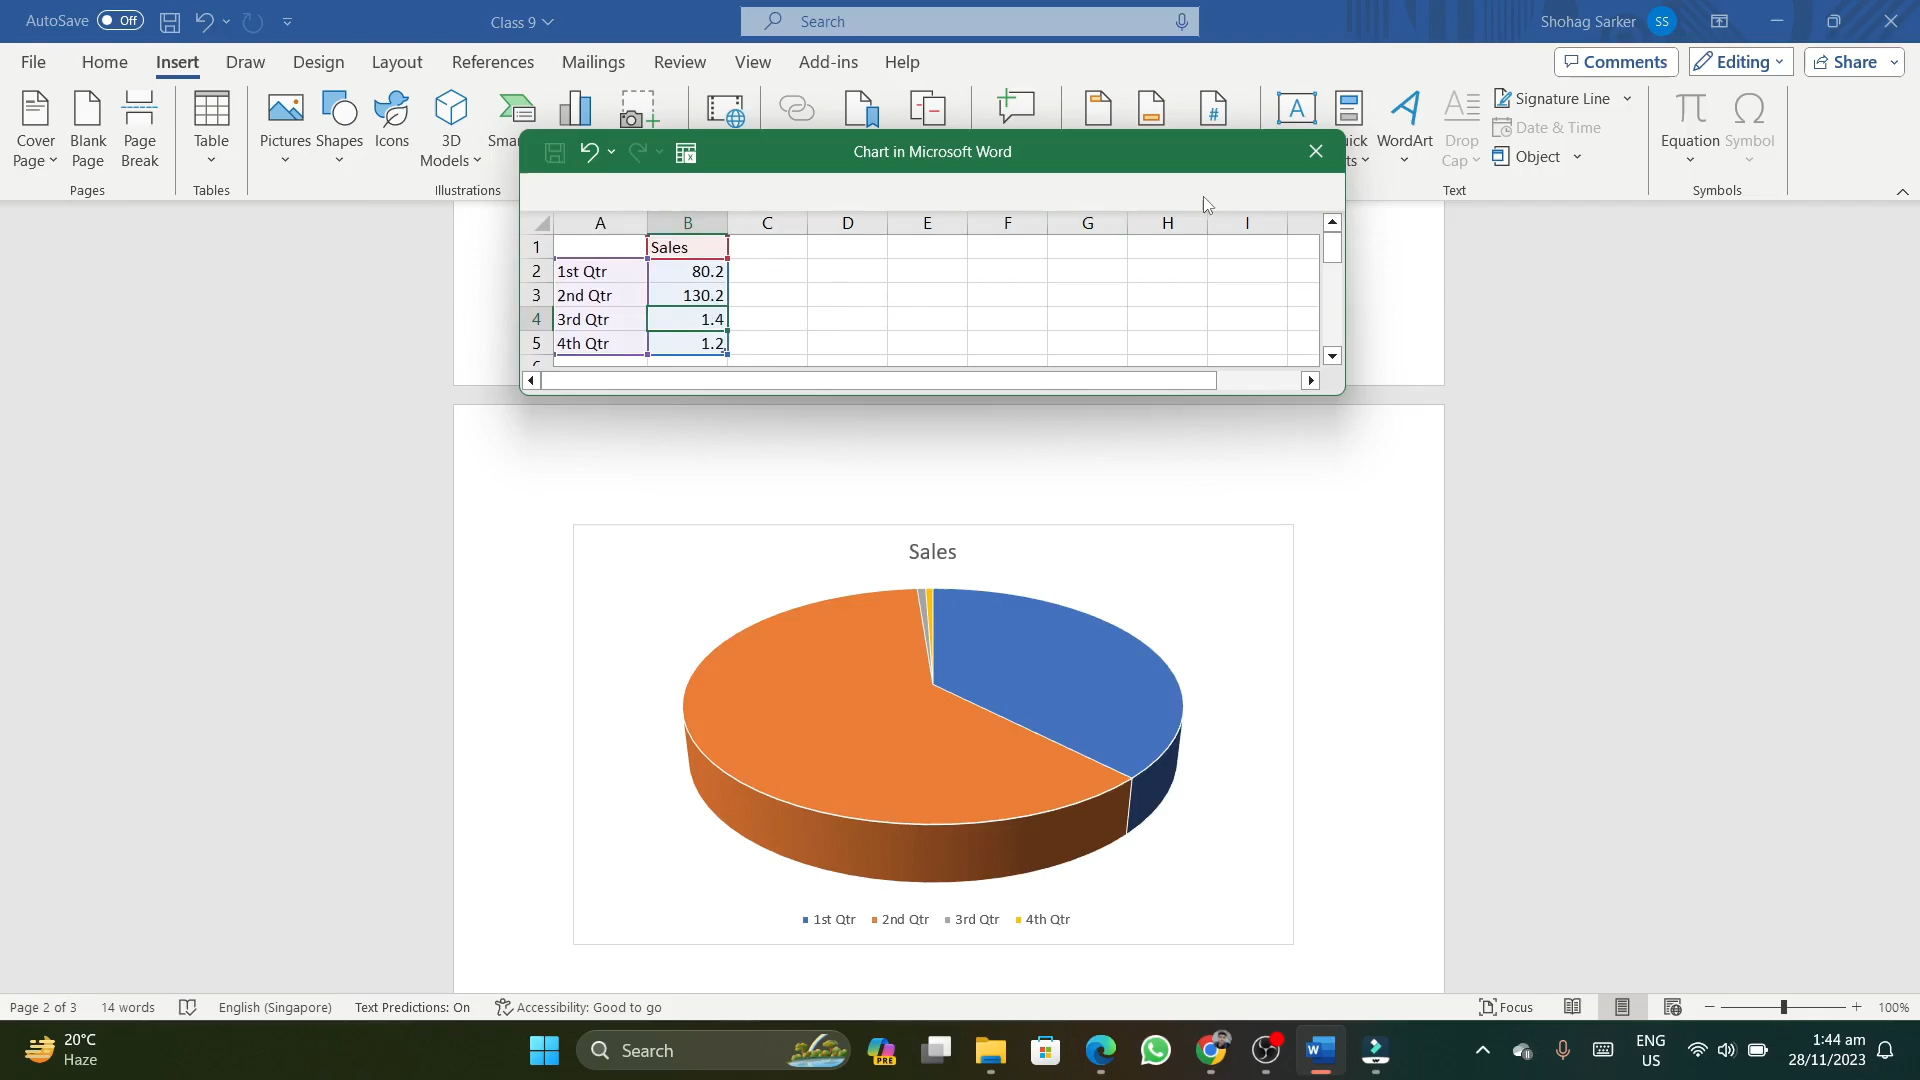 AutoSave Off Class 9 Search Shohag Sarker SS
File Home Insert Draw Design Layout References Mailings Review View Add-ins Help Comments Editing Share
Cover Page
Blank Page
Page Break
Pages
Table
Tables
Pictures
Shapes
Icons
3D Models
Smar
Illustrations
WordArt
Drop Cap
Signature Line
Date & Time
Object
Text
Equation
Symbol
Symbols
Chart in Microsoft Word
A B C D E F G H I
1 Sales
2 1st Qtr 80.2
3 2nd Qtr 130.2
4 3rd Qtr 1.4
5 4th Qtr 1.2
Sales
1st Qtr 2nd Qtr 3rd Qtr 4th Qtr
Page 2 of 3 14 words English (Singapore) Text Predictions: On Accessibility: Good to go Focus 100%
20°C
Haze
Search
PRE
ENG
US
1:44 am
28/11/2023